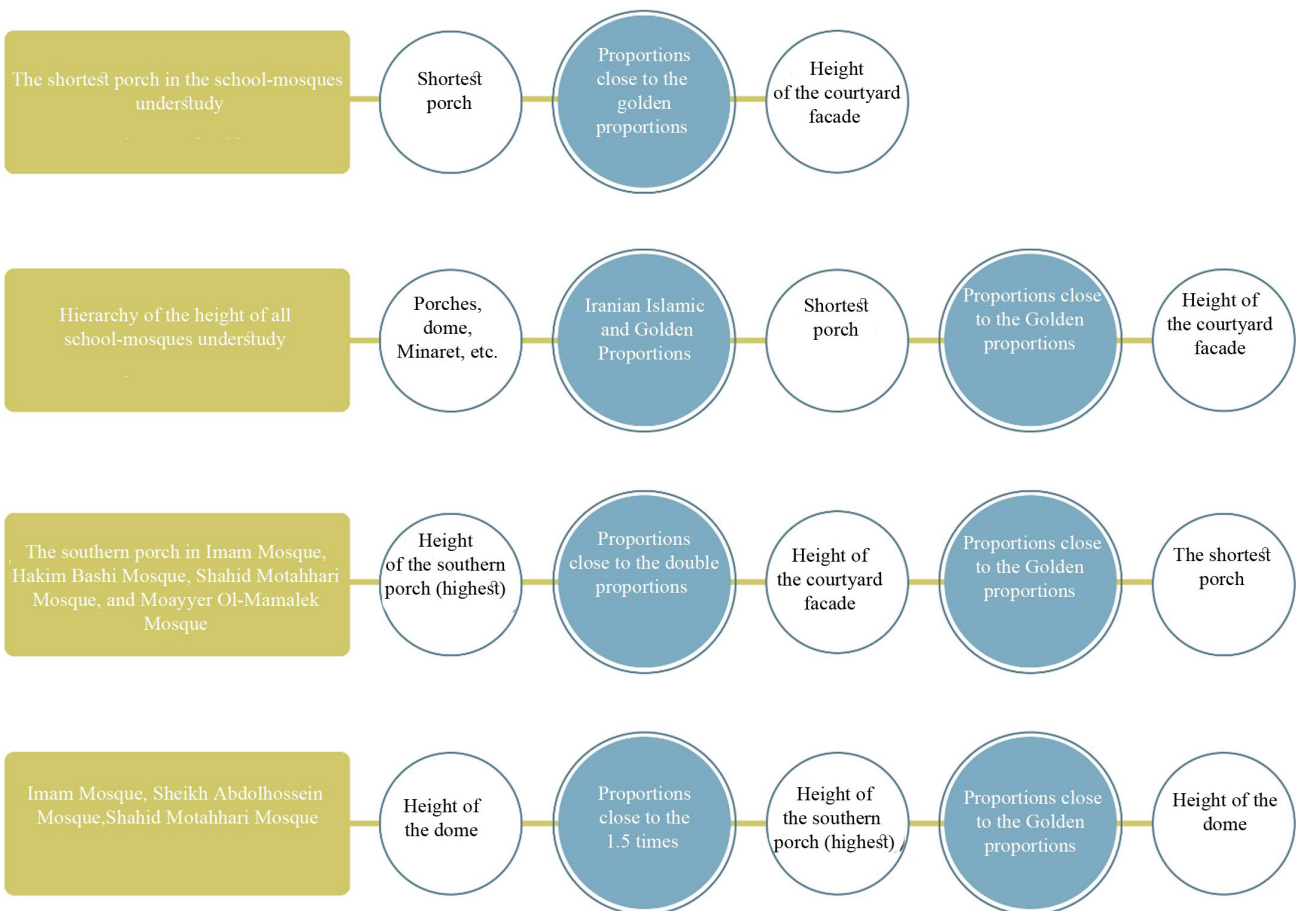 The shortest porch in the school-mosques
understudy
Shortest
porch
Proportions
close to the
golden
proportions
Height
of the courtyard
facade
Hierarchy of the height of all
school-mosques understudy
Porches,
dome,
Minaret, etc.
Iranian Islamic
and Golden
Proportions
Shortest
porch
Proportions close
to the Golden
proportions
Height of
the courtyard
facade
The southern porch in Imam Mosque,
Hakim Bashi Mosque, Shahid Motahhari
Mosque, and Moayyer Ol-Mamalek
Mosque
Height
of the southern
porch (highest)
Proportions
close to the double
proportions
Height of
the courtyard
facade
Proportions close
to the Golden
proportions
The shortest
porch
Imam Mosque, Sheikh Abdolhossein
Mosque,Shahid Motahhari Mosque
Height of
the dome
Proportions
close to the
1.5 times
Height of
the southern
porch (highest)
Proportions close
to the Golden
proportions
Height of the
dome